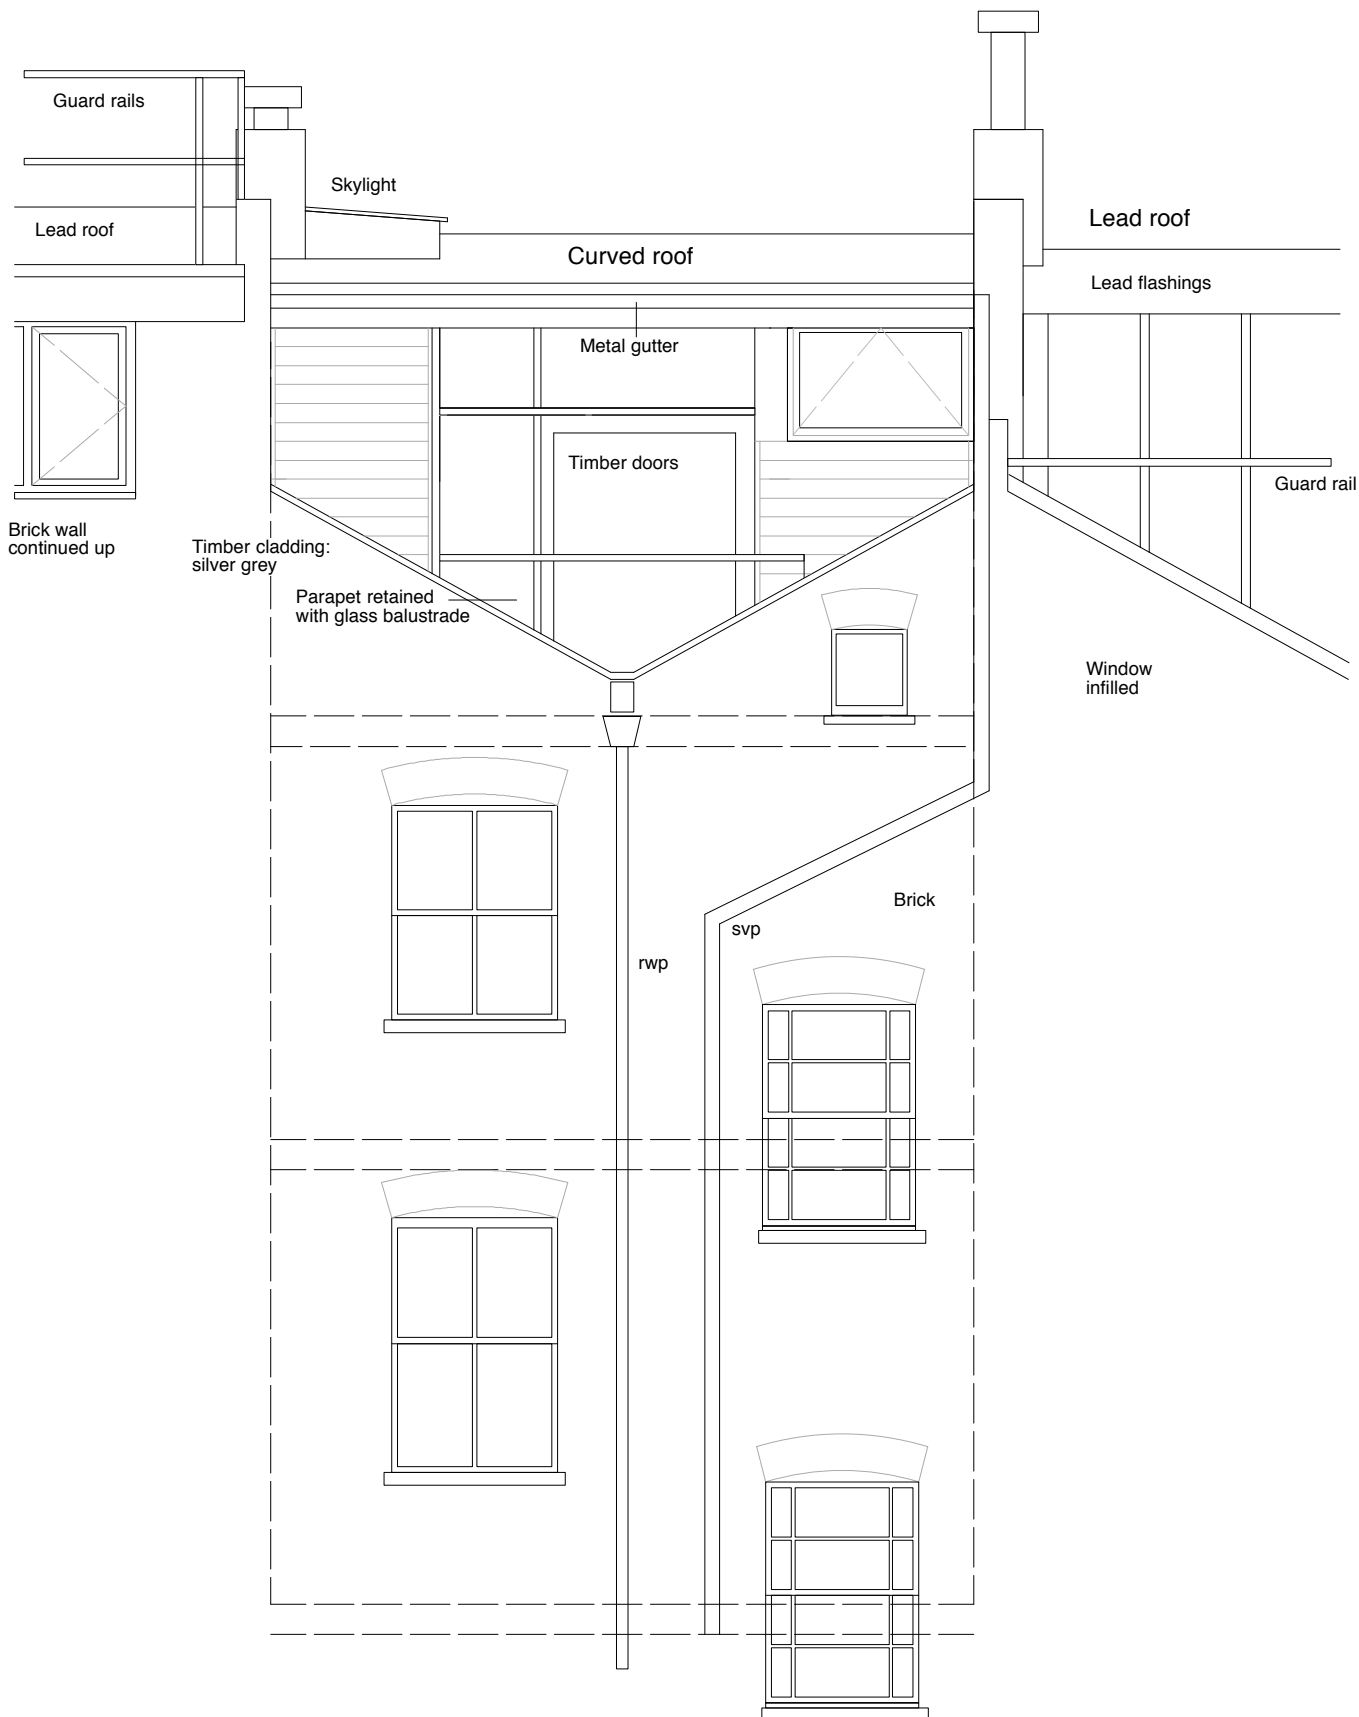 Guard rails
Skylight
Lead roof
Lead roof
Curved roof
Lead flashings
Metal gutter
Timber doors
Guard rail
Brick wall
continued up
Timber cladding:
silver grey
Parapet retained
with glass balustrade
Window
infilled
Brick
svp
rwp